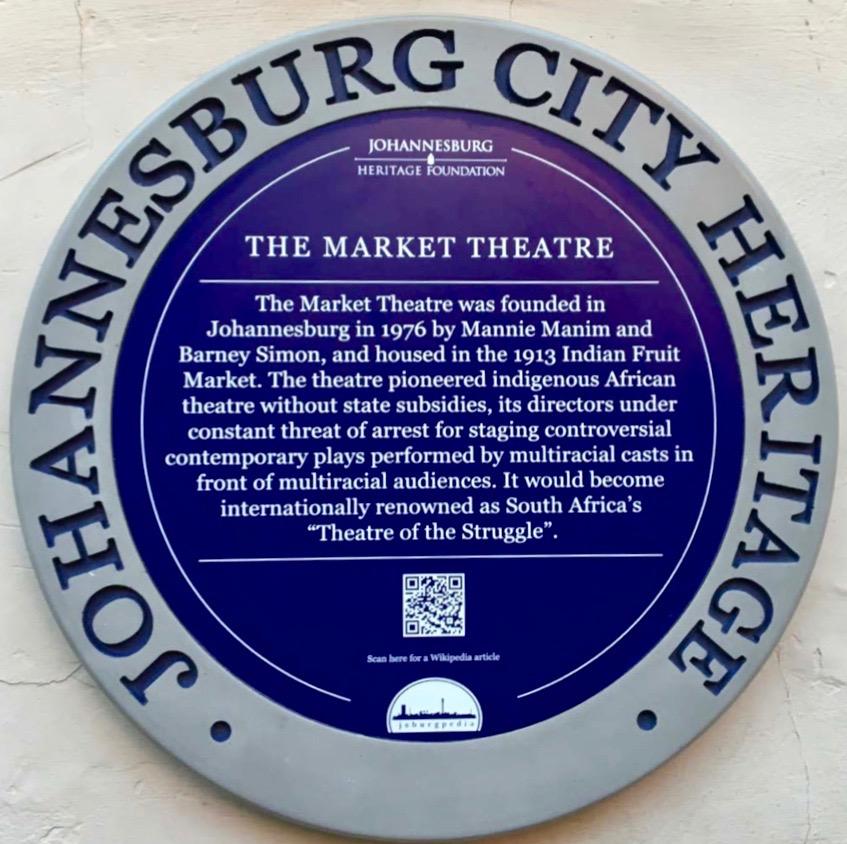 JOHANNESBURG CITY HERITAGE
JOHANNESBURG
HERITAGE FOUNDATION
THE MARKET THEATRE
The Market Theatre was founded in
Johannesburg in 1976 by Mannie Manim and
Barney Simon, and housed in the 1913 Indian Fruit
Market. The theatre pioneered indigenous African
theatre without state subsidies, its directors under
constant threat of arrest for staging controversial
contemporary plays performed by multiracial casts in
front of multiracial audiences. It would become
internationally renowned as South Africa’s
“Theatre of the Struggle”.
Scan here for a Wikipedia article
joburgpedia